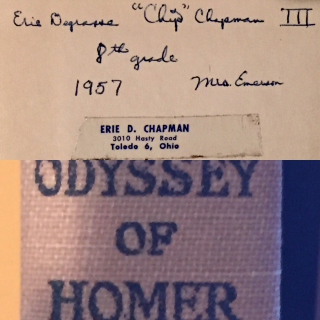 Erie Degrasse "Chip" Chapman III
8th grade
1957 Mrs. Emerson
ERIE D. CHAPMAN
3010 Hasty Road
Toledo 6, Ohio
ODYSSEY
OF
HOMER